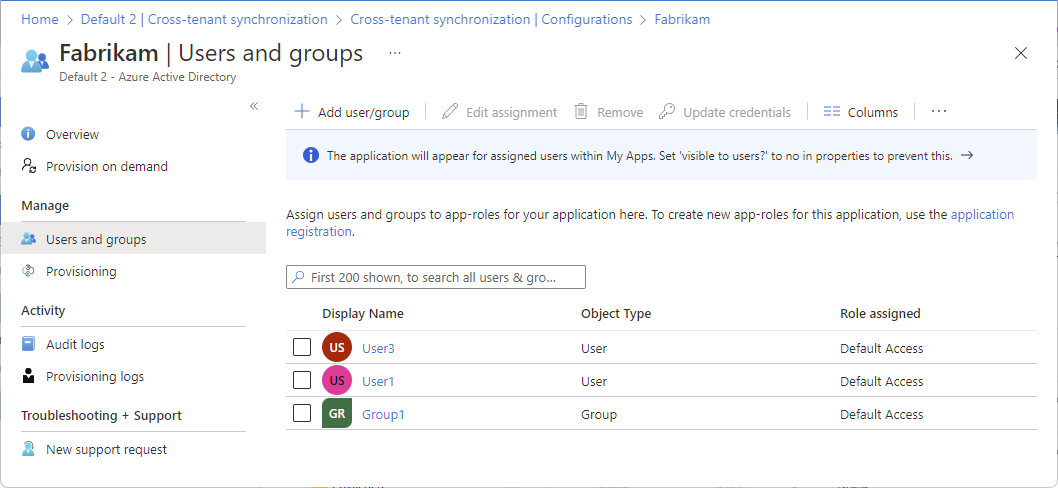 Home > Default 2 | Cross-tenant synchronization > Cross-tenant synchronization | Configurations > Fabrikam
Fabrikam | Users and groups ...
Default 2 - Azure Active Directory
Overview
Provision on demand
Manage
Users and groups
Provisioning
Activity
Audit logs
Provisioning logs
Troubleshooting + Support
New support request
Add user/group Edit assignment Remove Update credentials Columns ...
The application will appear for assigned users within My Apps. Set 'visible to users?' to no in properties to prevent this. →
Assign users and groups to app-roles for your application here. To create new app-roles for this application, use the application
registration.
First 200 shown, to search all users & gro...
Display Name Object Type Role assigned
US User3 User Default Access
US User1 User Default Access
GR Group1 Group Default Access